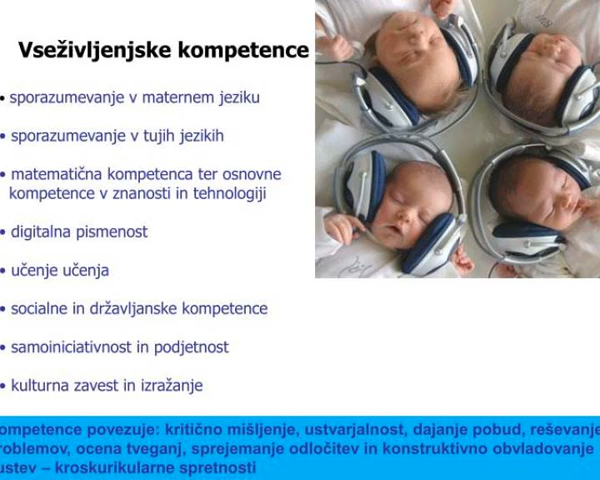 Vseživljenjske kompetence
• sporazumevanje v maternem jeziku
• sporazumevanje v tujih jezikih
• matematična kompetenca ter osnovne
kompetence v znanosti in tehnologiji
• digitalna pismenost
• učenje učenja
• socialne in državljanske kompetence
• samoiniciativnost in podjetnost
• kulturna zavest in izražanje
ompetence povezuje: kritično mišljenje, ustvarjalnost, dajanje pobud, reševanje
roblemov, ocena tveganj, sprejemanje odločitev in konstruktivno obvladovanje
ustev – kroskurikularne spretnosti